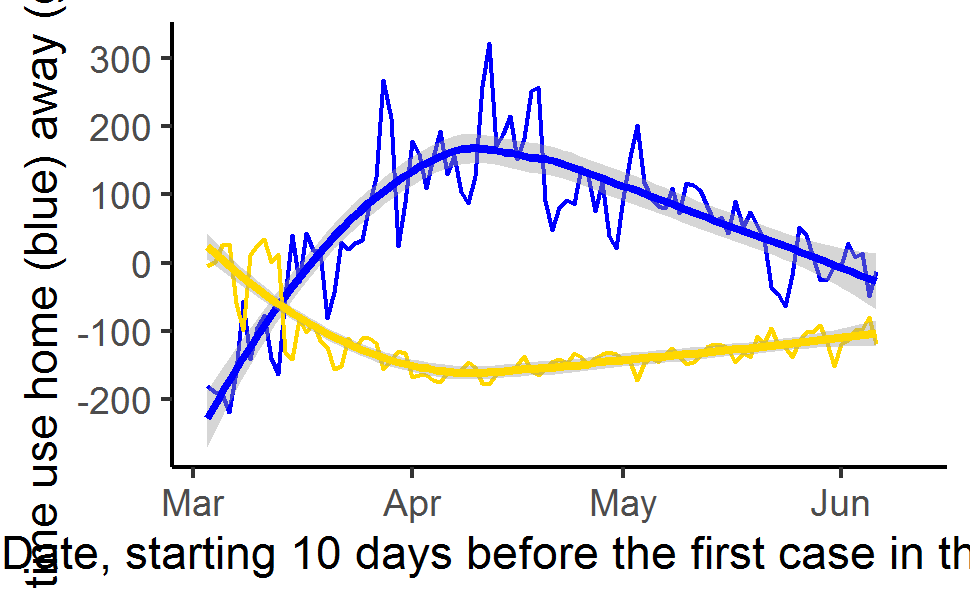 time use home (blue) away (g
300
200
100
0
-100
-200
Mar Apr May Jun
Date, starting 10 days before the first case in th